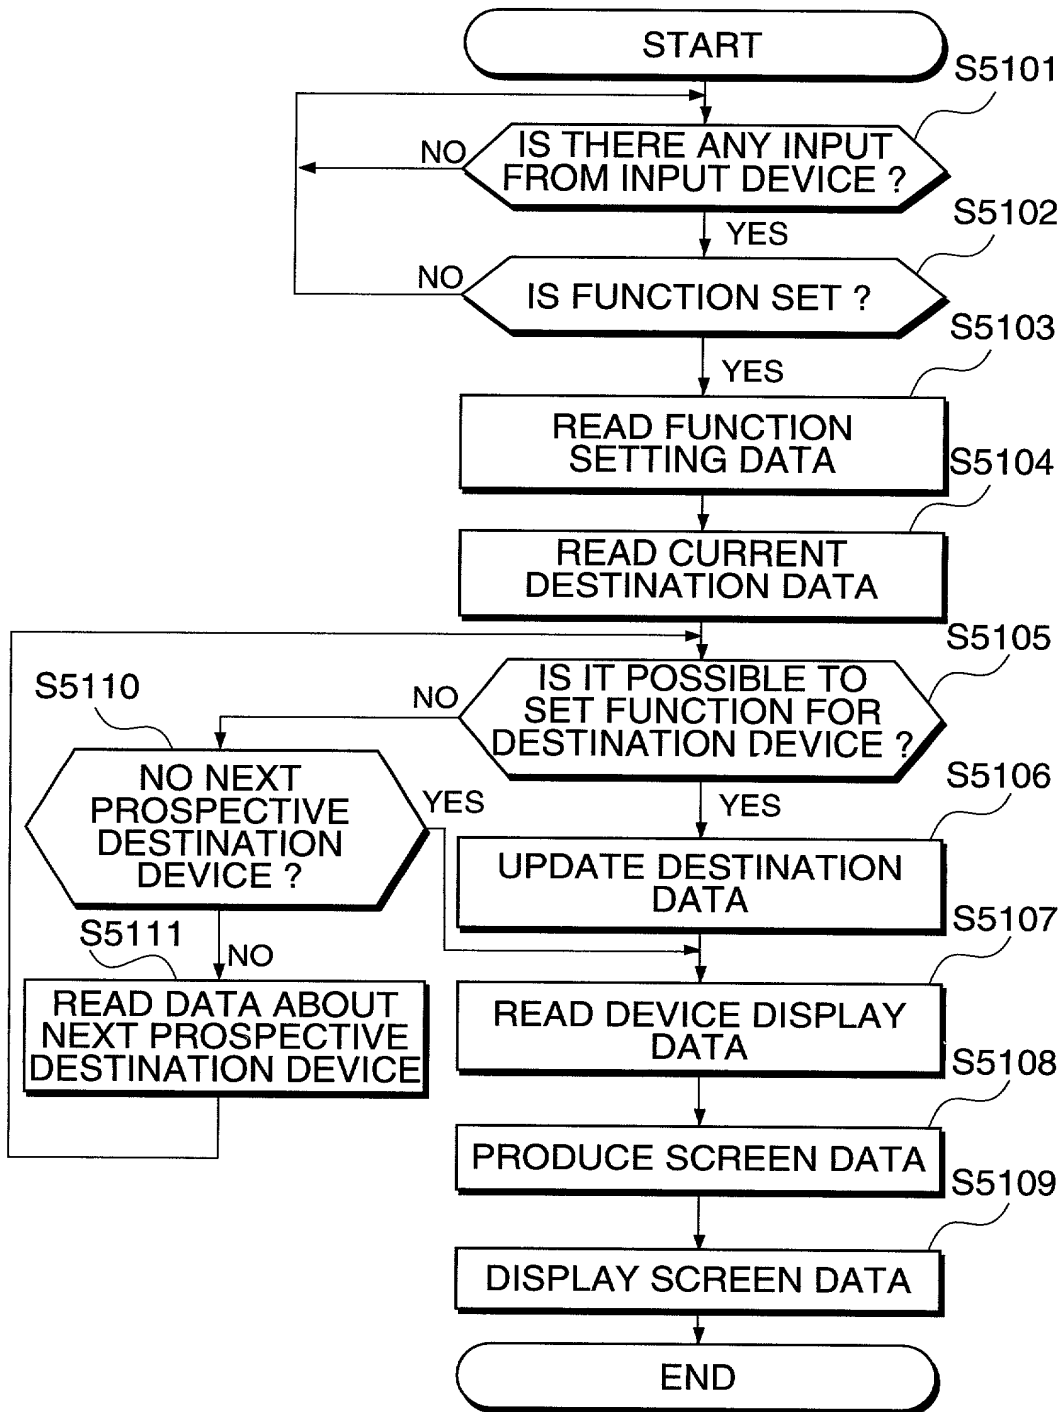 START
S5101
IS THERE ANY INPUT
FROM INPUT DEVICE ?
NO
YES
S5102
IS FUNCTION SET ?
NO
YES
S5103
READ FUNCTION
SETTING DATA
S5104
READ CURRENT
DESTINATION DATA
S5105
IS IT POSSIBLE TO
SET FUNCTION FOR
DESTINATION DEVICE ?
NO
YES
S5110
NO NEXT
PROSPECTIVE
DESTINATION
DEVICE ?
YES
NO
S5106
UPDATE DESTINATION
DATA
S5111
READ DATA ABOUT
NEXT PROSPECTIVE
DESTINATION DEVICE
S5107
READ DEVICE DISPLAY
DATA
S5108
PRODUCE SCREEN DATA
S5109
DISPLAY SCREEN DATA
END